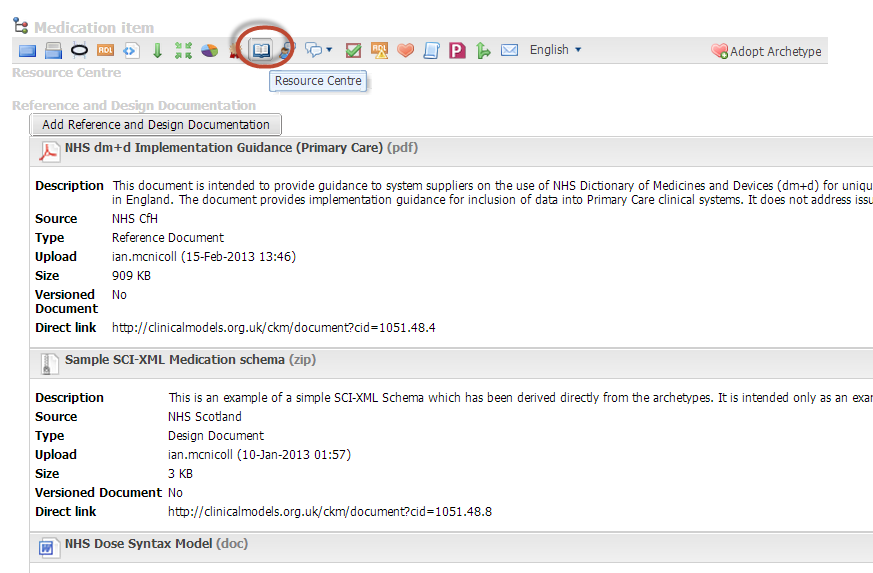 Medication item
ADL
ADL
P
English
Adopt Archetype
Resource Centre
Resource Centre
Reference and Design Documentation
Add Reference and Design Documentation
NHS dm+d Implementation Guidance (Primary Care) (pdf)
Description This document is intended to provide guidance to system suppliers on the use of NHS Dictionary of Medicines and Devices (dm+d) for uniqu
in England. The document provides implementation guidance for inclusion of data into Primary Care clinical systems. It does not address issu
Source NHS CfH
Type Reference Document
Upload ian.mcnicoll (15-Feb-2013 13:46)
Size 909 KB
Versioned No
Document
Direct link http://clinicalmodels.org.uk/ckm/document?cid=1051.48.4
Sample SCI-XML Medication schema (zip)
Description This is an example of a simple SCI-XML Schema which has been derived directly from the archetypes. It is intended only as an exa
Source NHS Scotland
Type Design Document
Upload ian.mcnicoll (10-Jan-2013 01:57)
Size 3 KB
Versioned Document No
Direct link http://clinicalmodels.org.uk/ckm/document?cid=1051.48.8
NHS Dose Syntax Model (doc)